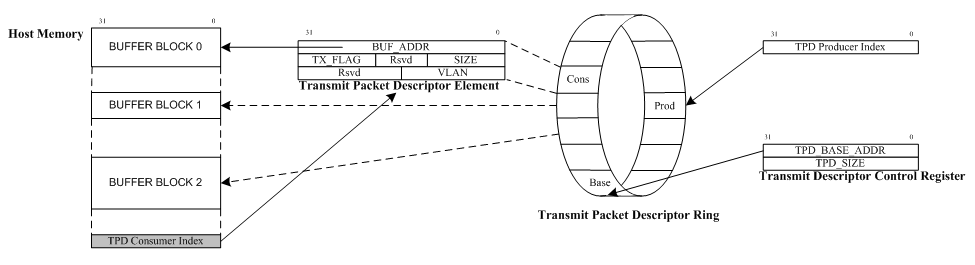 Host Memory
31 0
BUFFER BLOCK 0
BUFFER BLOCK 1
BUFFER BLOCK 2
TPD Consumer Index
31 0
BUF_ADDR
TX_FLAG Rsvd SIZE
Rsvd VLAN
Transmit Packet Descriptor Element
Cons
Prod
Base
Transmit Packet Descriptor Ring
31 0
TPD Producer Index
31 0
TPD_BASE_ADDR
TPD_SIZE
Transmit Descriptor Control Register